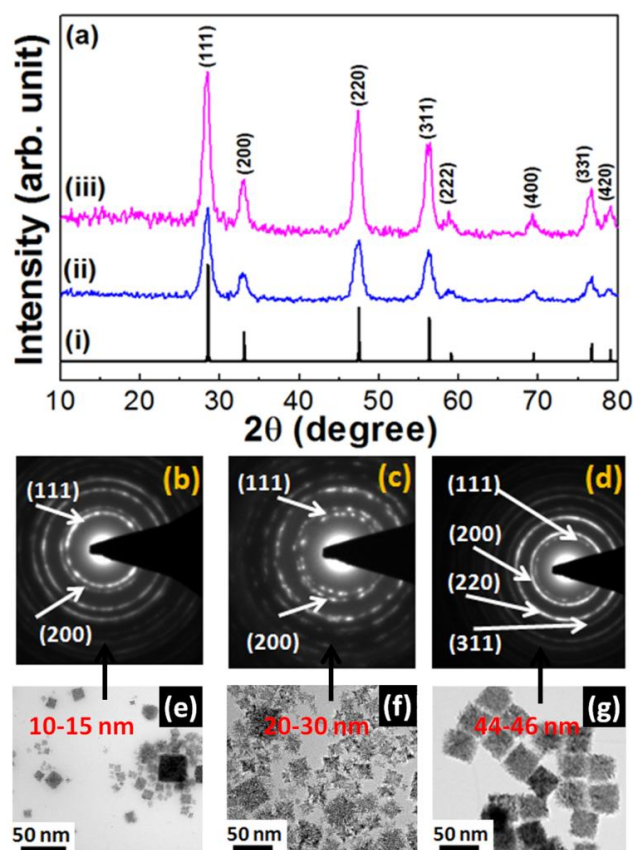 (a)
Intensity (arb. unit)
(111)
(200)
(220)
(311)
(222)
(400)
(331)
(420)
(iii)
(ii)
(i)
10 20 30 40 50 60 70 80
2θ (degree)
(b)
(111)
(200)
(c)
(111)
(200)
(d)
(111)
(200)
(220)
(311)
(e)
10-15 nm
50 nm
(f)
20-30 nm
50 nm
(g)
44-46 nm
50 nm